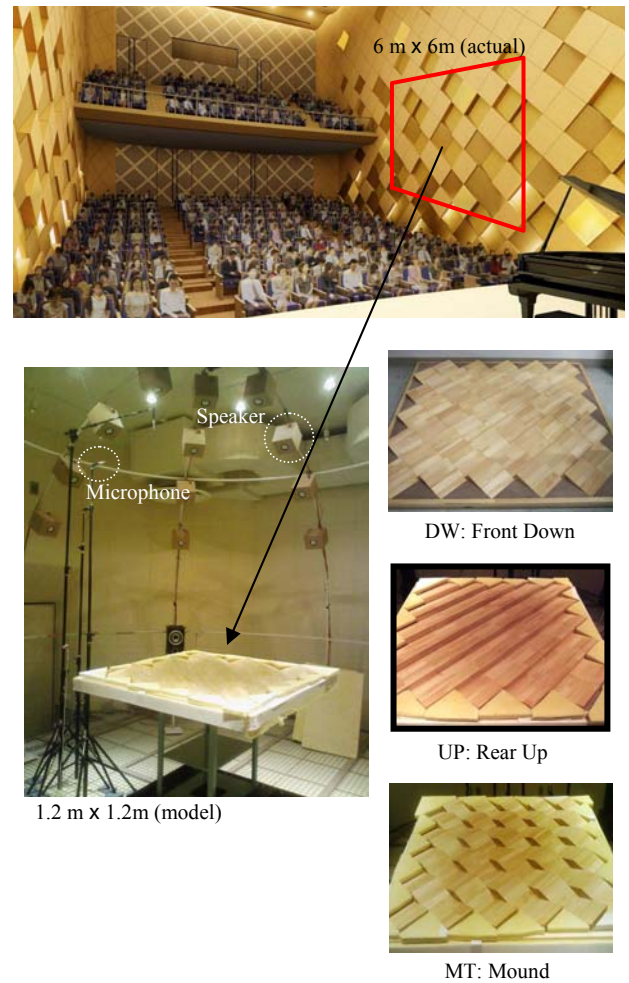 6 m x 6m (actual)
Speaker
Microphone
1.2 m x 1.2m (model)
DW: Front Down
UP: Rear Up
MT: Mound